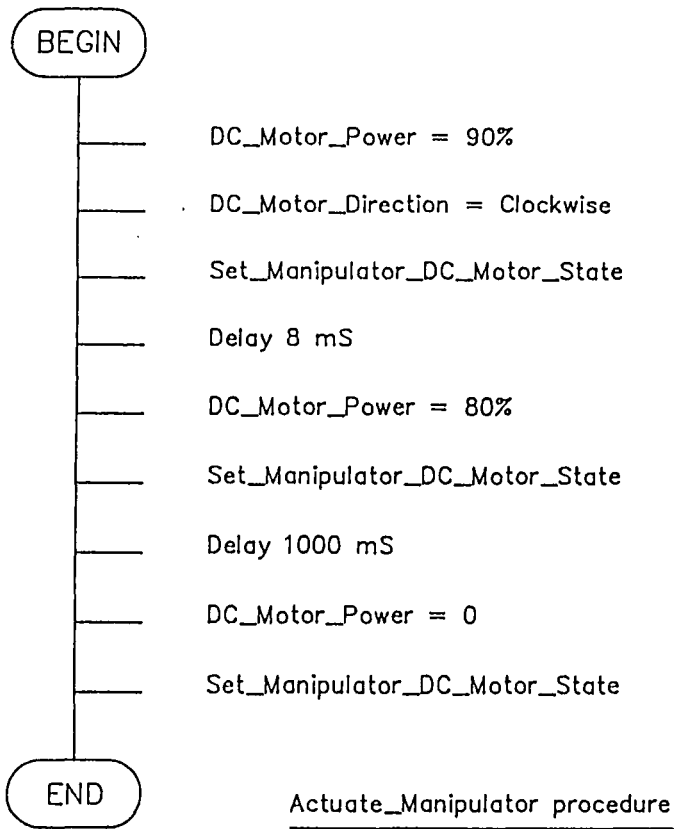 BEGIN
DC_Motor_Power = 90%
DC_Motor_Direction = Clockwise
Set_Manipulator_DC_Motor_State
Delay 8 mS
DC_Motor_Power = 80%
Set_Manipulator_DC_Motor_State
Delay 1000 mS
DC_Motor_Power = 0
Set_Manipulator_DC_Motor_State
END
Actuate_Manipulator procedure